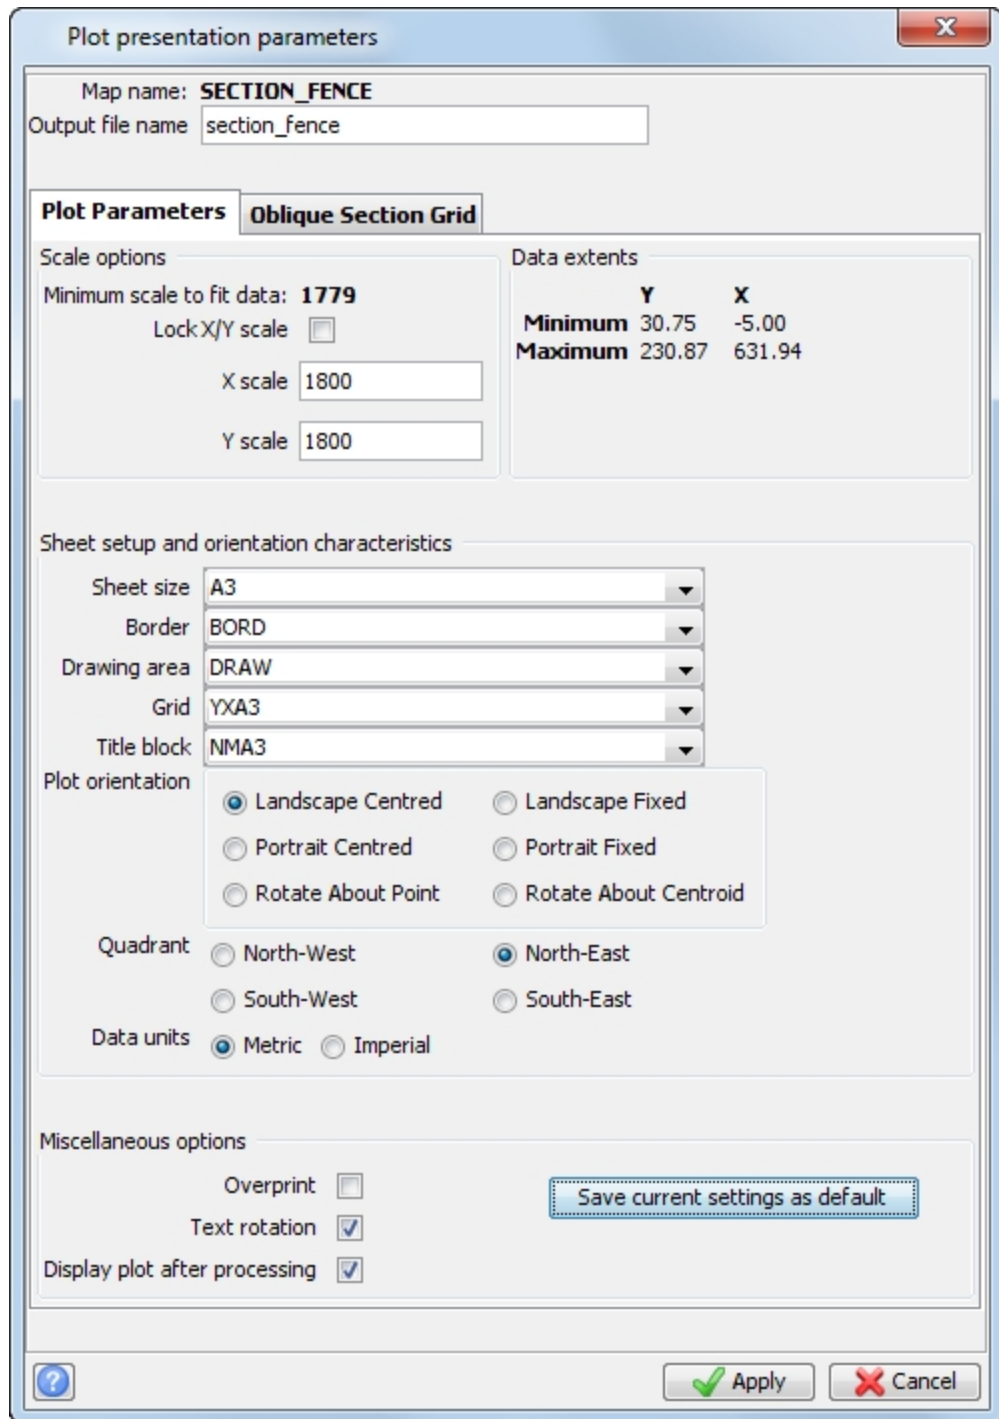 Plot presentation parameters
Map name: SECTION_FENCE
Output file name section_fence
Plot Parameters Oblique Section Grid
Scale options
Minimum scale to fit data: 1779
Lock X/Y scale
X scale 1800
Y scale 1800
Data extents
Y X
Minimum 30.75 -5.00
Maximum 230.87 631.94
Sheet setup and orientation characteristics
Sheet size A3
Border BORD
Drawing area DRAW
Grid YXA3
Title block NMA3
Plot orientation
Landscape Centred Landscape Fixed
Portrait Centred Portrait Fixed
Rotate About Point Rotate About Centroid
Quadrant North-West North-East
South-West South-East
Data units Metric Imperial
Miscellaneous options
Overprint
Save current settings as default
Text rotation
Display plot after processing
? Apply Cancel